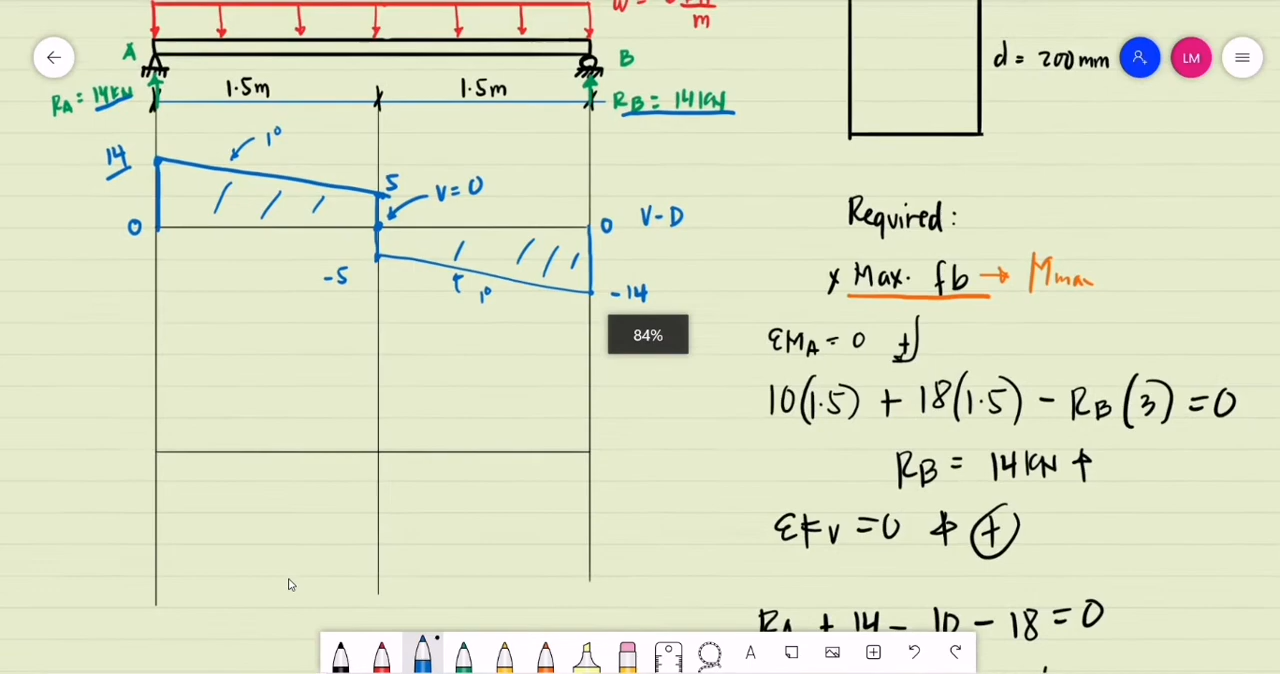 m
A
B
1.5m
1.5m
RA = 14KN
RB = 14KN
d = 200mm
LM
14
1°
5
V=0
0
0
V-D
-5
1°
-14
84%
Required:
x Max. fb → Mmax
ΣMA = 0 +
10(1.5) + 18(1.5) - RB(3) = 0
RB = 14KN ↑
ΣFV = 0 ↑ +
RA + 14 - 10 - 18 = 0
A